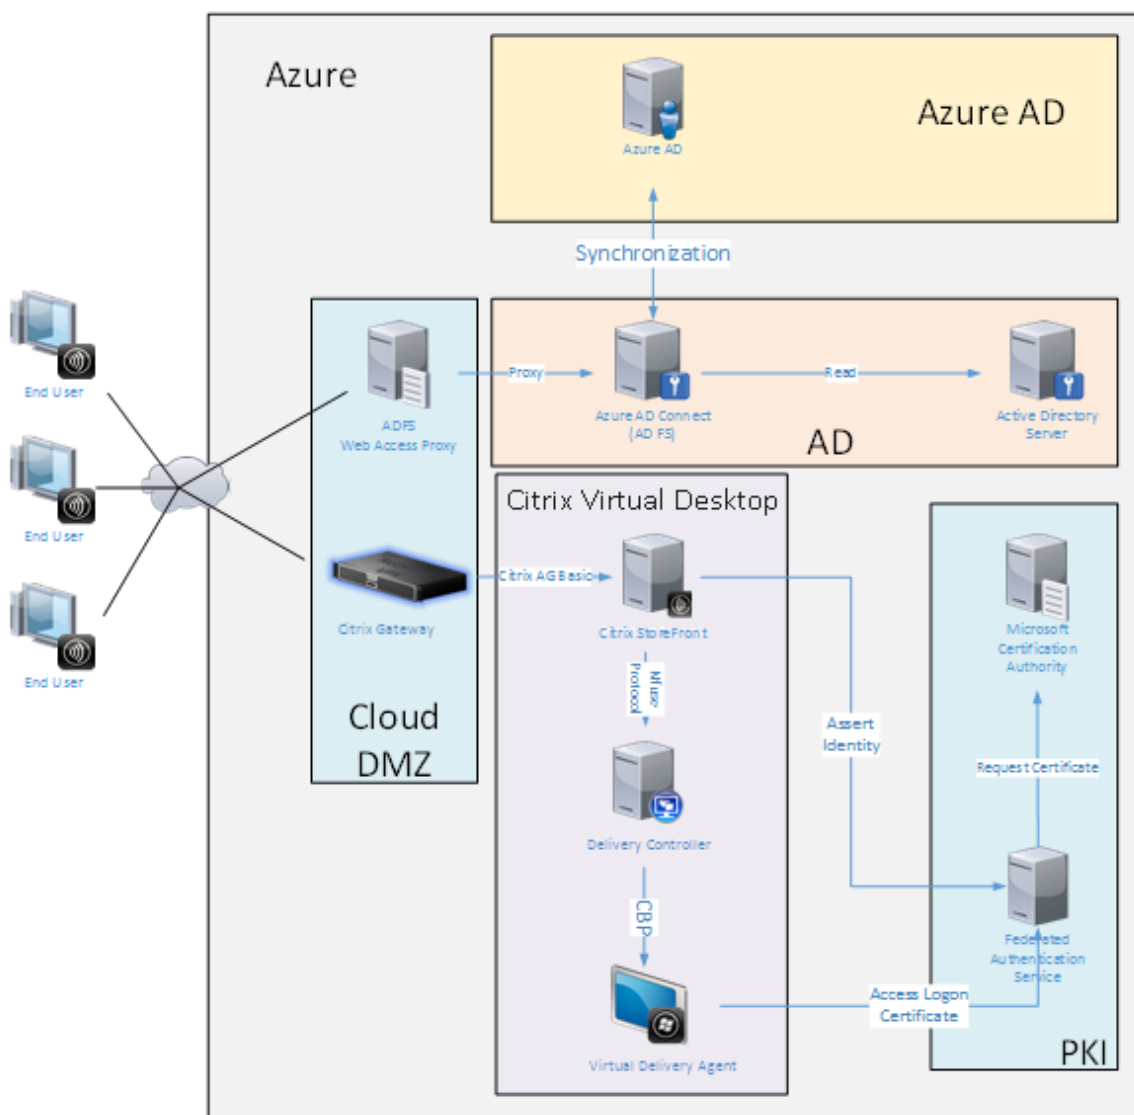 Azure
Azure AD
Azure AD
Synchronization
End User
End User
End User
ADFS
Web Access Proxy
Proxy
Azure AD Connect
(AD FS)
Read
Active Directory
Server
AD
Citrix Gateway
Cloud
DMZ
Citrix Virtual Desktop
Citrix AG Basic
Citrix StoreFront
Nfuse
Protocol
Delivery Controller
CBP
Virtual Delivery Agent
Assert
Identity
Access Logon
Certificate
Microsoft
Certification
Authority
Request Certificate
Federated
Authentication
Service
PKI